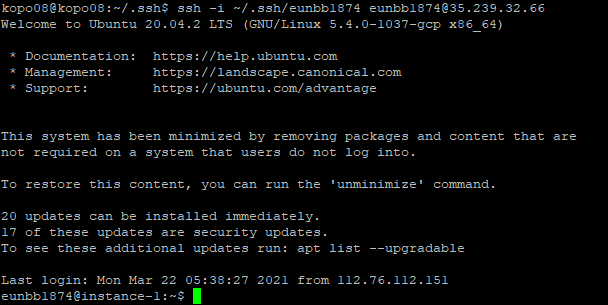 kopo08@kopo08:~/.ssh$ ssh -i ~/.ssh/eunbb1874 eunbb1874@35.239.32.66
Welcome to Ubuntu 20.04.2 LTS (GNU/Linux 5.4.0-1037-gcp x86_64)
* Documentation:  https://help.ubuntu.com
* Management:     https://landscape.canonical.com
* Support:        https://ubuntu.com/advantage
This system has been minimized by removing packages and content that are
not required on a system that users do not log into.
To restore this content, you can run the 'unminimize' command.
20 updates can be installed immediately.
17 of these updates are security updates.
To see these additional updates run: apt list --upgradable
Last login: Mon Mar 22 05:38:27 2021 from 112.76.112.151
eunbb1874@instance-1:~$